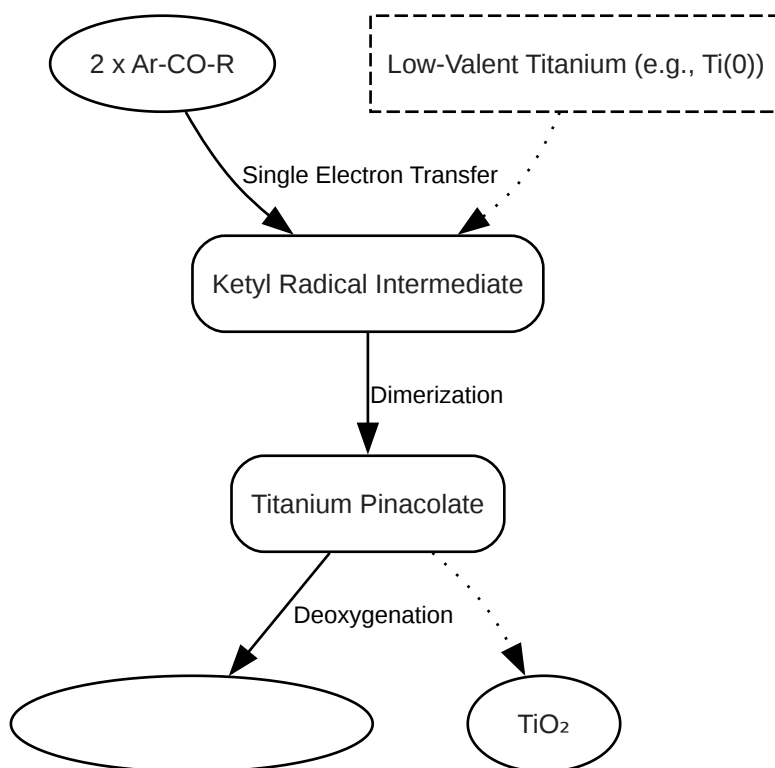 2 x Ar-CO-R
Low-Valent Titanium (e.g., Ti(0))
Single Electron Transfer
Ketyl Radical Intermediate
Dimerization
Titanium Pinacolate
Deoxygenation
TiO₂